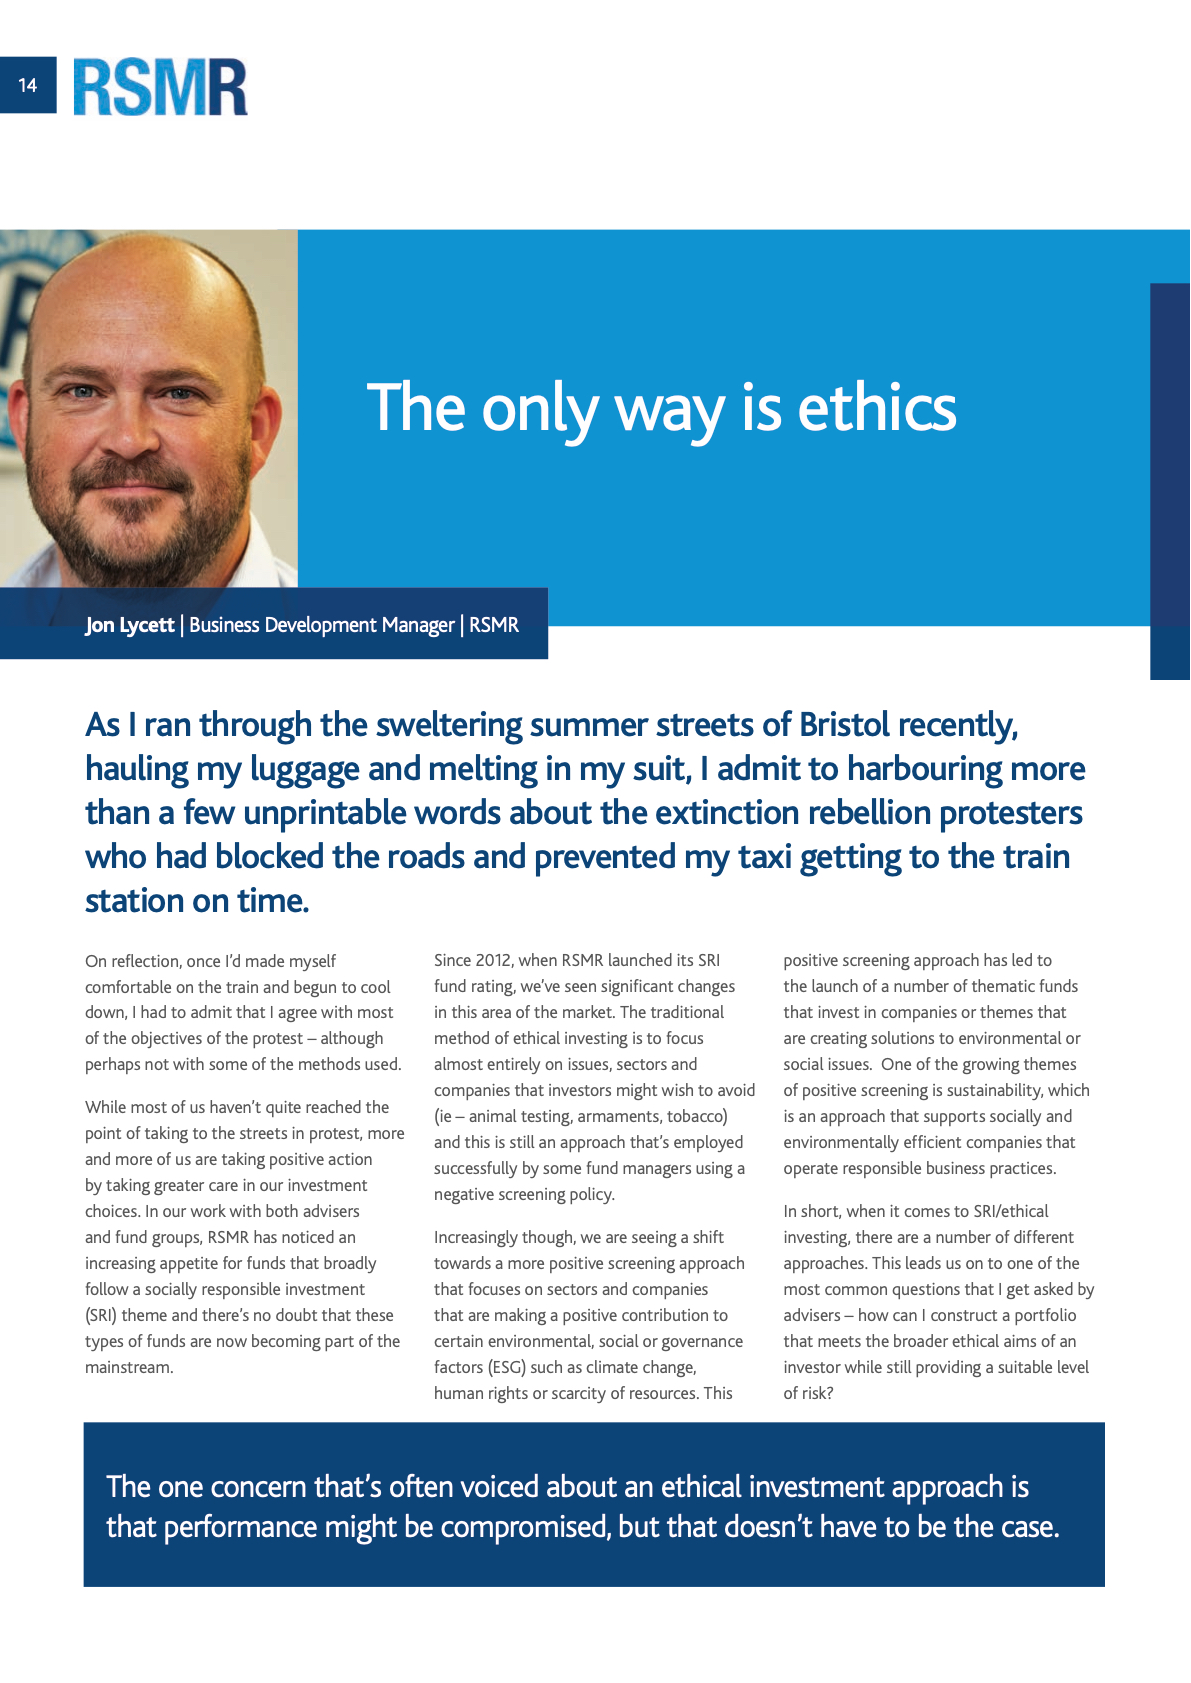 14
RSMR
The only way is ethics
Jon Lycett | Business Development Manager | RSMR
As I ran through the sweltering summer streets of Bristol recently,
hauling my luggage and melting in my suit, I admit to harbouring more
than a few unprintable words about the extinction rebellion protesters
who had blocked the roads and prevented my taxi getting to the train
station on time.
On reflection, once I’d made myself
comfortable on the train and begun to cool
down, I had to admit that I agree with most
of the objectives of the protest – although
perhaps not with some of the methods used.
While most of us haven’t quite reached the
point of taking to the streets in protest, more
and more of us are taking positive action
by taking greater care in our investment
choices. In our work with both advisers
and fund groups, RSMR has noticed an
increasing appetite for funds that broadly
follow a socially responsible investment
(SRI) theme and there’s no doubt that these
types of funds are now becoming part of the
mainstream.
Since 2012, when RSMR launched its SRI
fund rating, we’ve seen significant changes
in this area of the market. The traditional
method of ethical investing is to focus
almost entirely on issues, sectors and
companies that investors might wish to avoid
(ie – animal testing, armaments, tobacco)
and this is still an approach that’s employed
successfully by some fund managers using a
negative screening policy.
Increasingly though, we are seeing a shift
towards a more positive screening approach
that focuses on sectors and companies
that are making a positive contribution to
certain environmental, social or governance
factors (ESG) such as climate change,
human rights or scarcity of resources. This
positive screening approach has led to
the launch of a number of thematic funds
that invest in companies or themes that
are creating solutions to environmental or
social issues.  One of the growing themes
of positive screening is sustainability, which
is an approach that supports socially and
environmentally efficient companies that
operate responsible business practices.
In short, when it comes to SRI/ethical
investing, there are a number of different
approaches. This leads us on to one of the
most common questions that I get asked by
advisers – how can I construct a portfolio
that meets the broader ethical aims of an
investor while still providing a suitable level
of risk?
The one concern that’s often voiced about an ethical investment approach is
that performance might be compromised, but that doesn’t have to be the case.